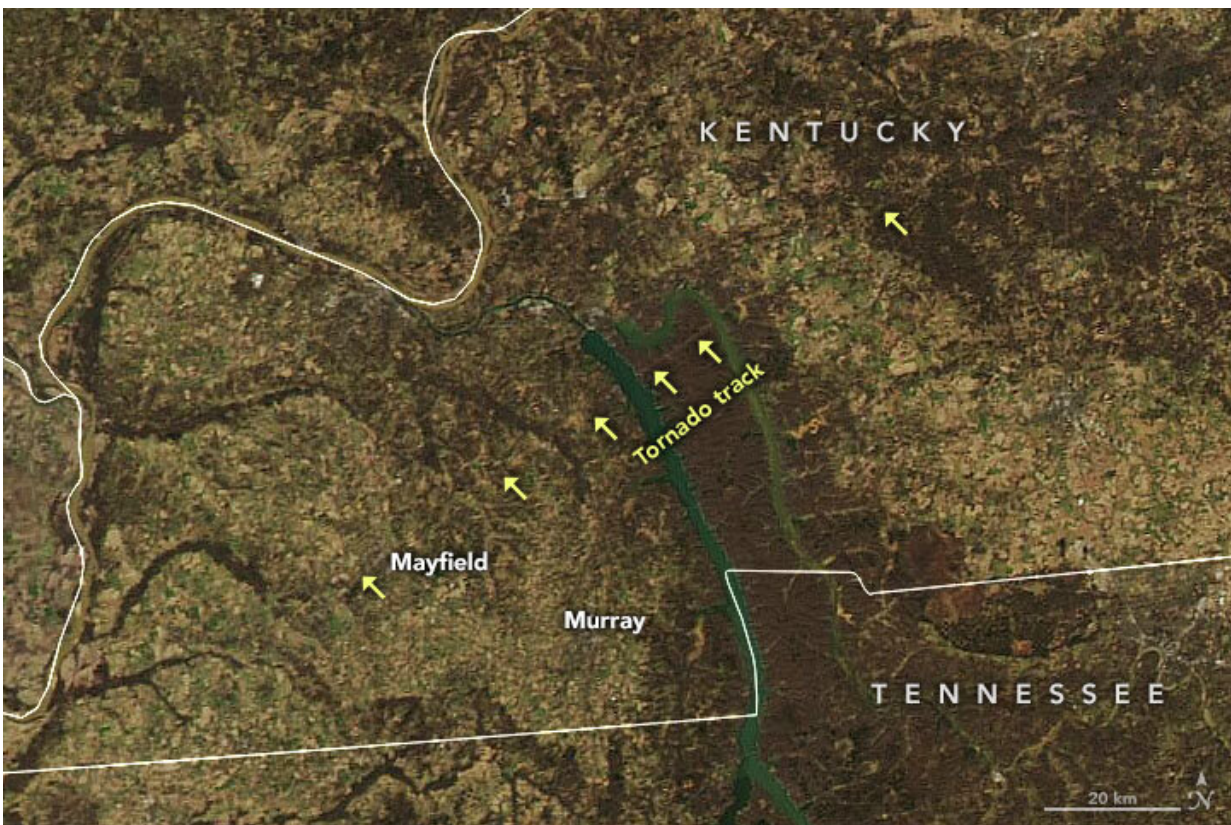 KENTUCKY
Tornado track
Mayfield
Murray
TENNESSEE
20 km
N